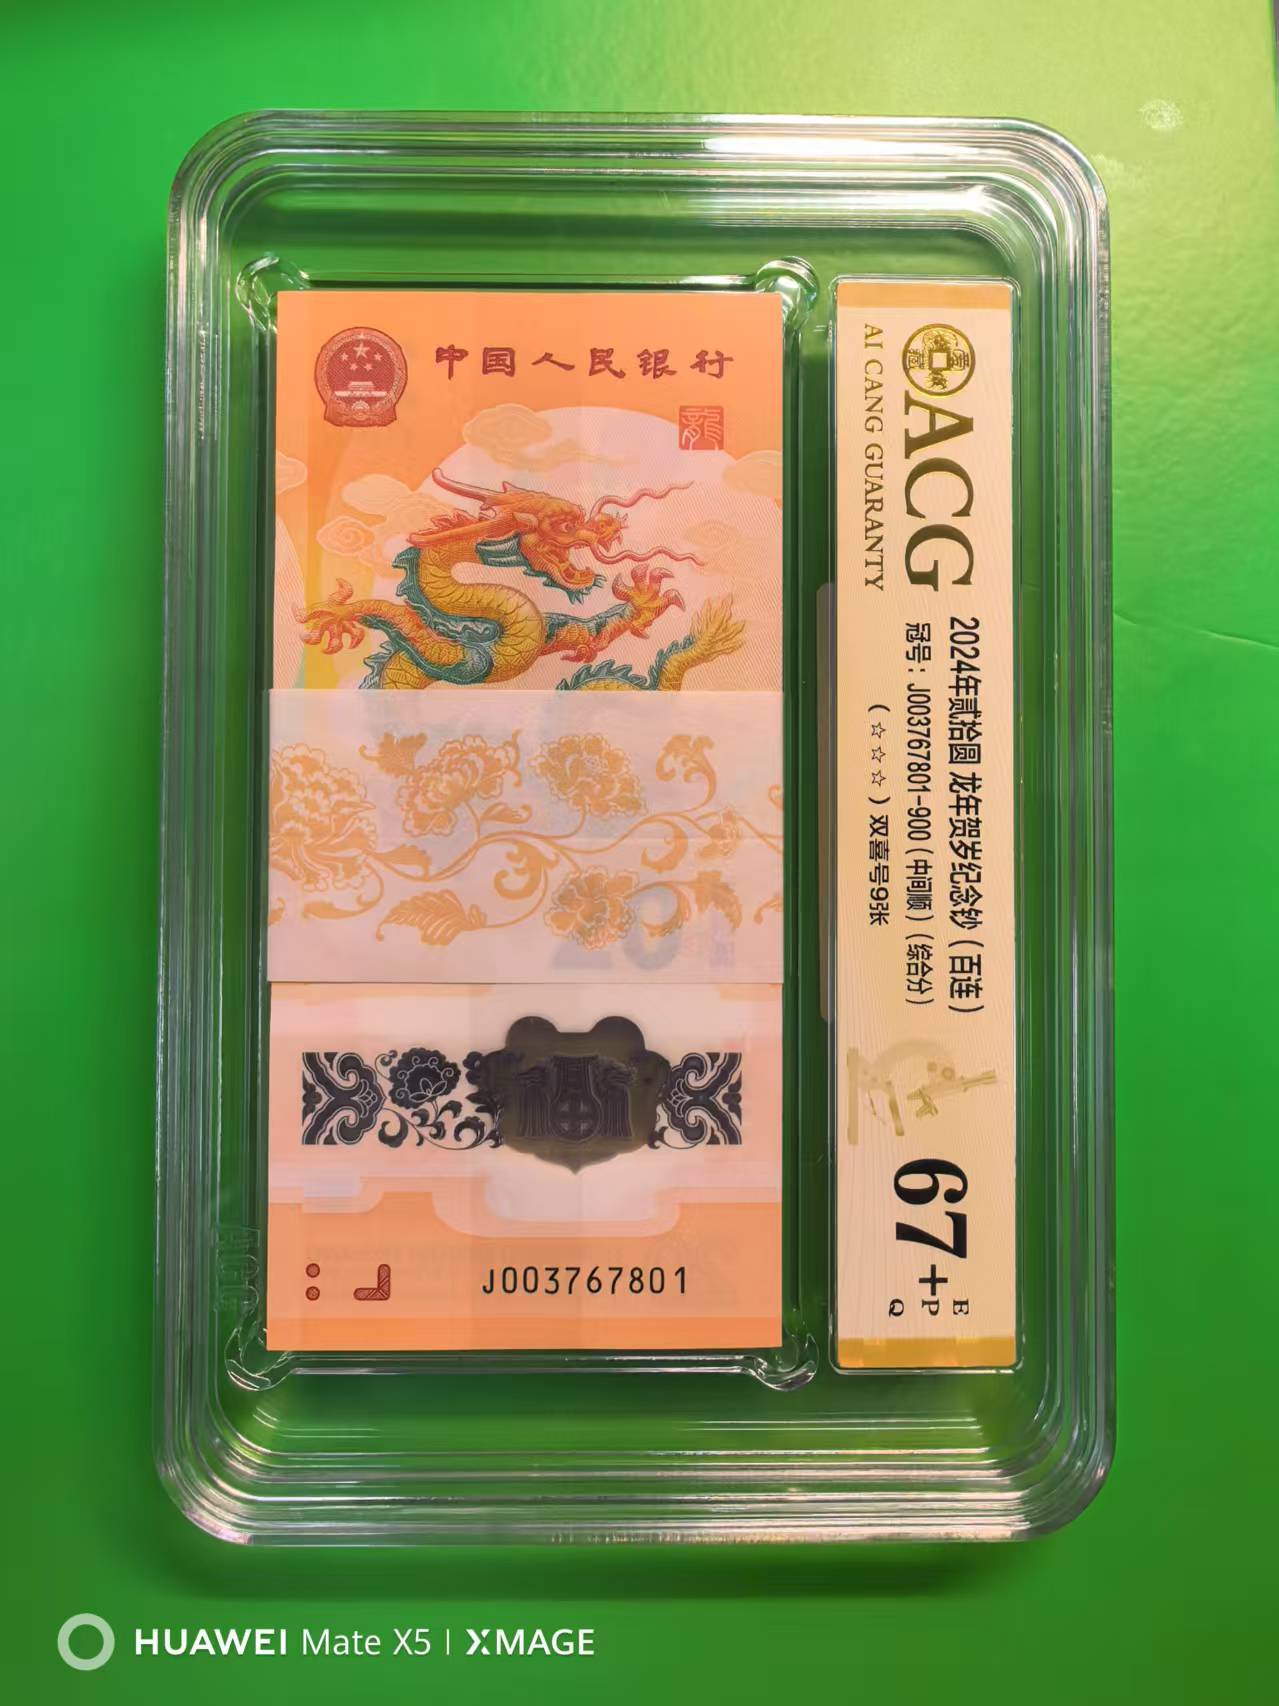 中国人民银行
龍
20
J003767801
ACG
AI CANG GUARANTY
2024年贰拾圆 龙年贺岁纪念钞（百连）
冠号：J003767801-900（中间顺）（综合分）
（☆☆☆）双喜号9张
67+
E
P
Q
HUAWEI Mate X5 | XMAGE